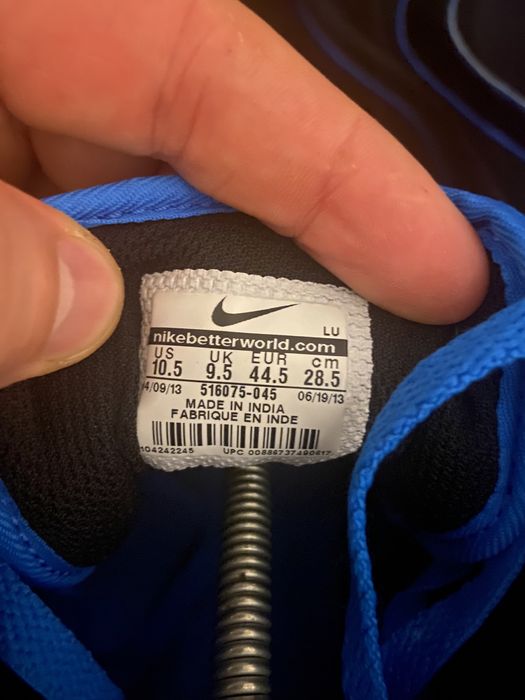 LU
nikebetterworld.com
US UK EUR cm
10.5 9.5 44.5 28.5
4/09/13 516075-045 06/19/13
MADE IN INDIA
FABRIQUE EN INDE
104242245 UPC 00886737490617